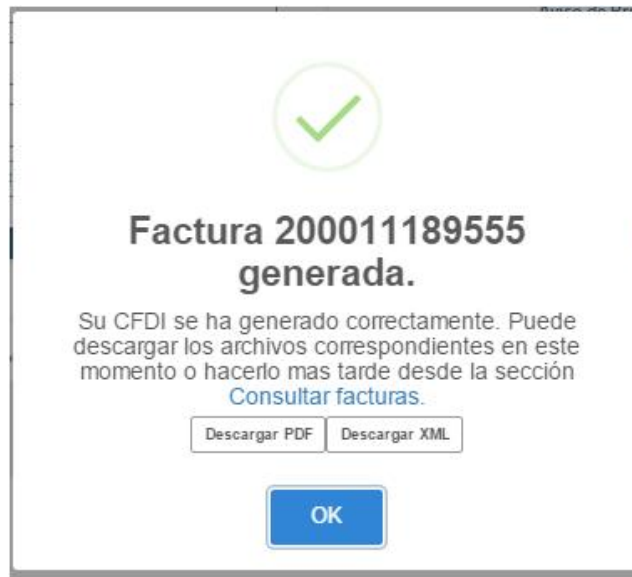 Factura 200011189555
generada.
Su CFDI se ha generado correctamente. Puede
descargar los archivos correspondientes en este
momento o hacerlo mas tarde desde la sección
Consultar facturas.
Descargar PDF Descargar XML
OK